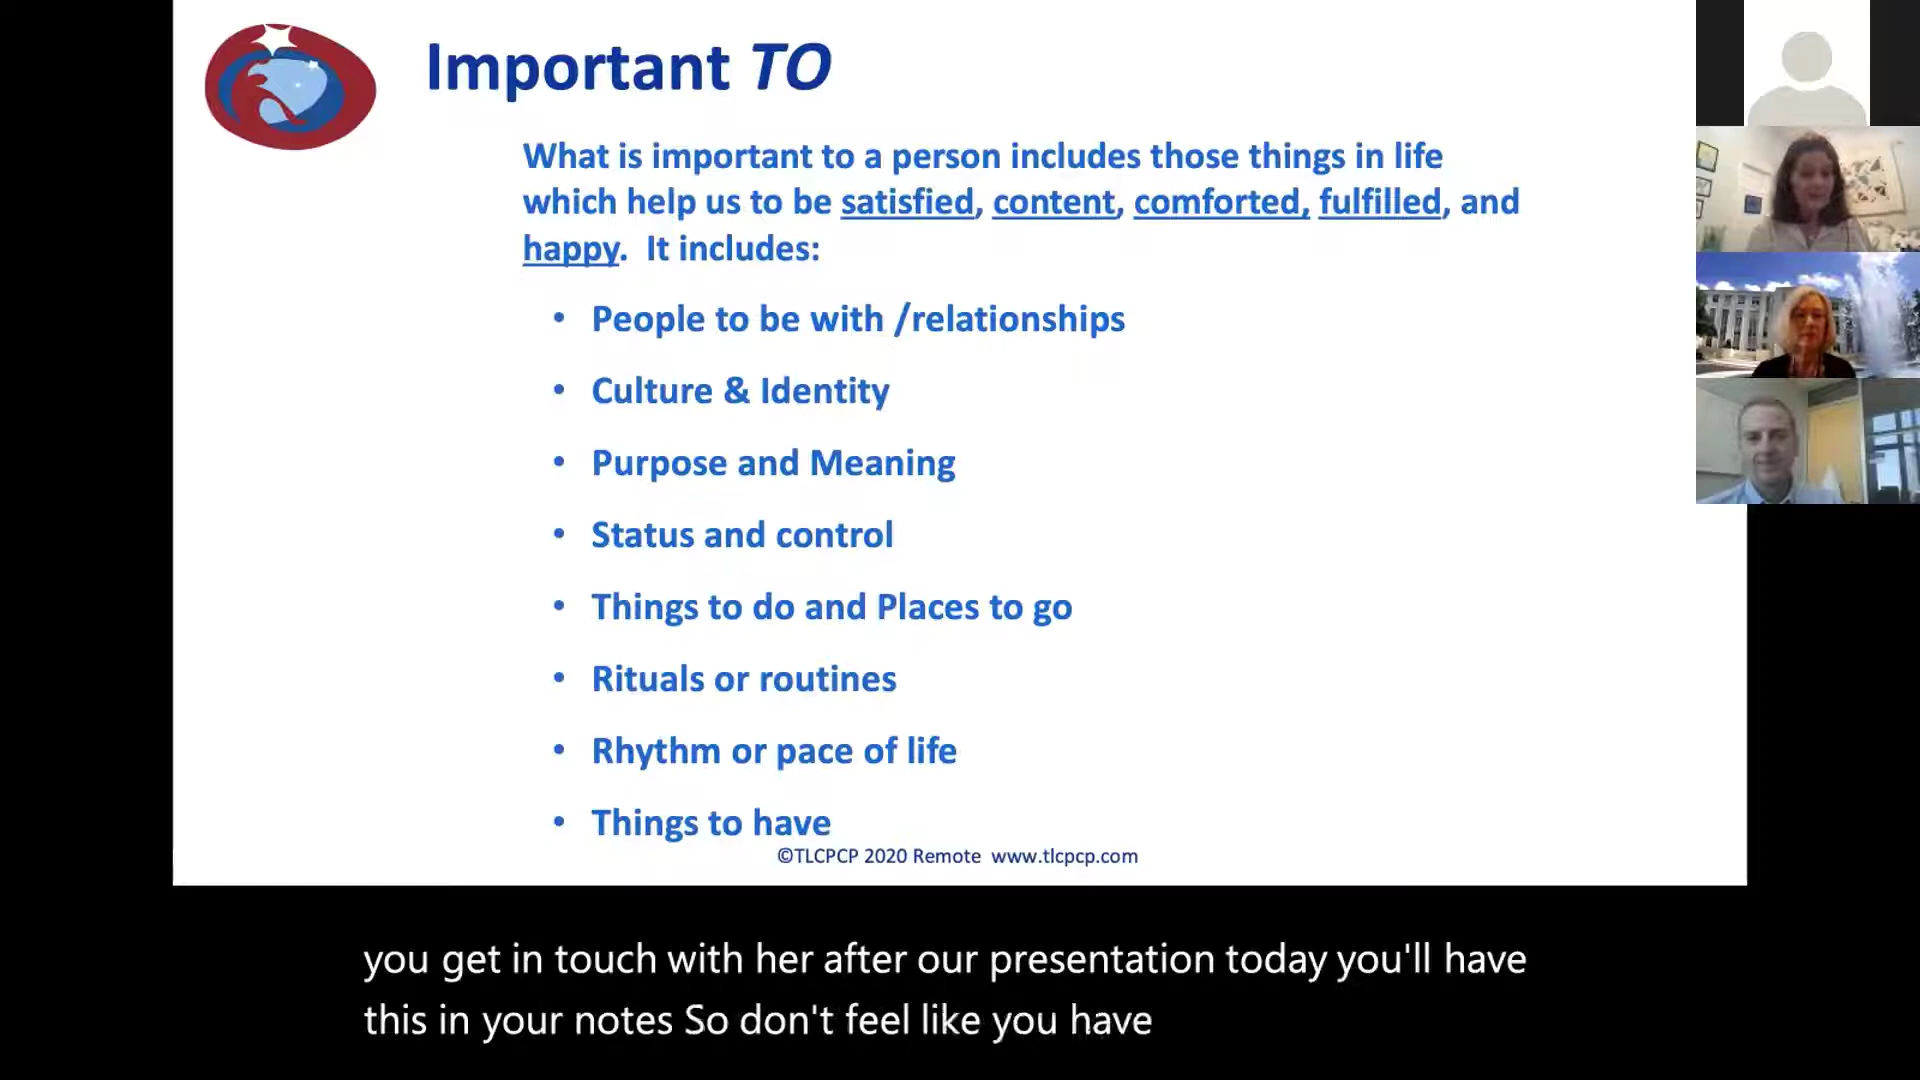 Important TO
What is important to a person includes those things in life
which help us to be satisfied, content, comforted, fulfilled, and
happy. It includes:
• People to be with /relationships
• Culture & Identity
• Purpose and Meaning
• Status and control
• Things to do and Places to go
• Rituals or routines
• Rhythm or pace of life
• Things to have
©TLCPCP 2020 Remote www.tlcpcp.com
you get in touch with her after our presentation today you'll have
this in your notes So don't feel like you have